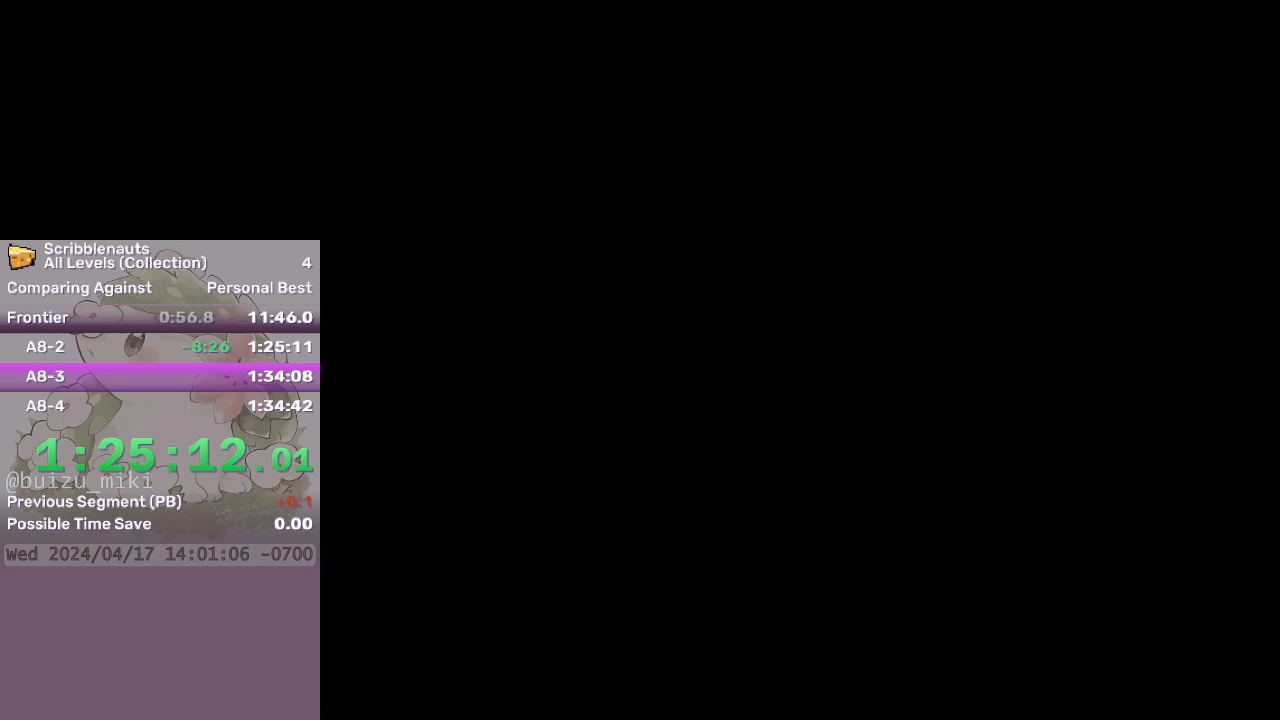 Scribblenauts
All Levels (Collection) 4
Comparing Against Personal Best
Frontier 0:56.8 11:46.0
A8-2 −8:26 1:25:11
A8-3 1:34:08
A8-4 1:34:42
1:25:12.01
@buizu_miki
Previous Segment (PB) +0.1
Possible Time Save 0.00
Wed 2024/04/17 14:01:06 -0700